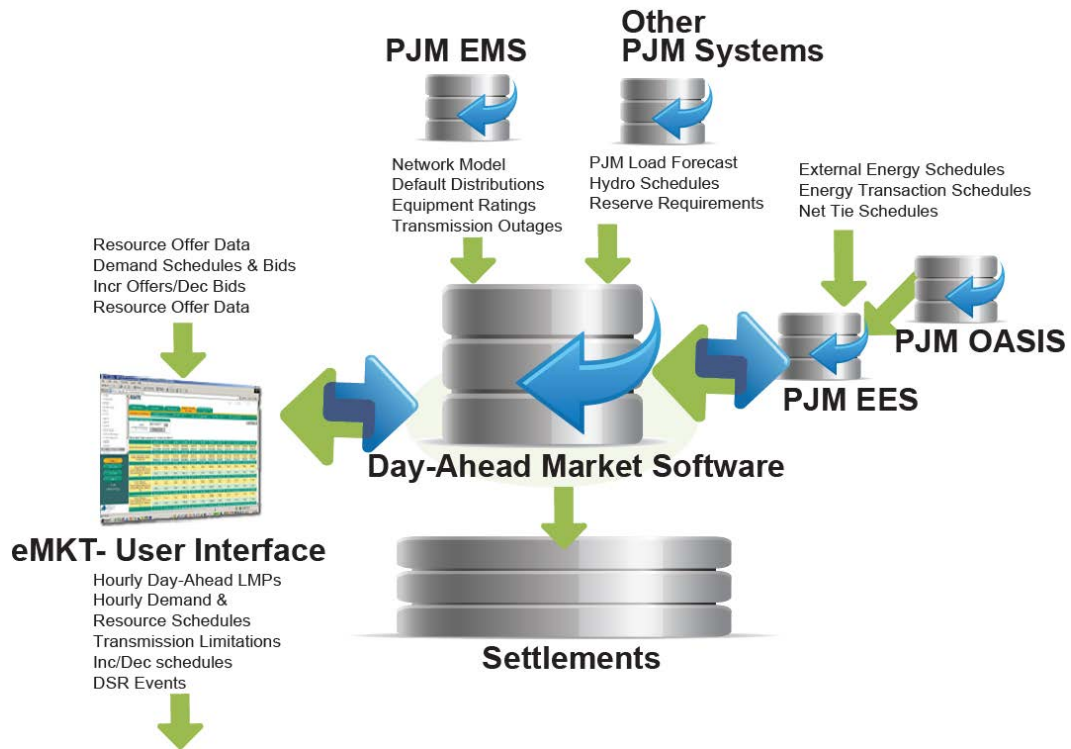 Other
PJM EMS
PJM Systems
Network Model
Default Distributions
Equipment Ratings
Transmission Outages
PJM Load Forecast
Hydro Schedules
Reserve Requirements
External Energy Schedules
Energy Transaction Schedules
Net Tie Schedules
Resource Offer Data
Demand Schedules & Bids
Incr Offers/Dec Bids
Resource Offer Data
PJM OASIS
PJM EES
Day-Ahead Market Software
eMKT- User Interface
Hourly Day-Ahead LMPs
Hourly Demand &
Resource Schedules
Transmission Limitations
Inc/Dec schedules
DSR Events
Settlements